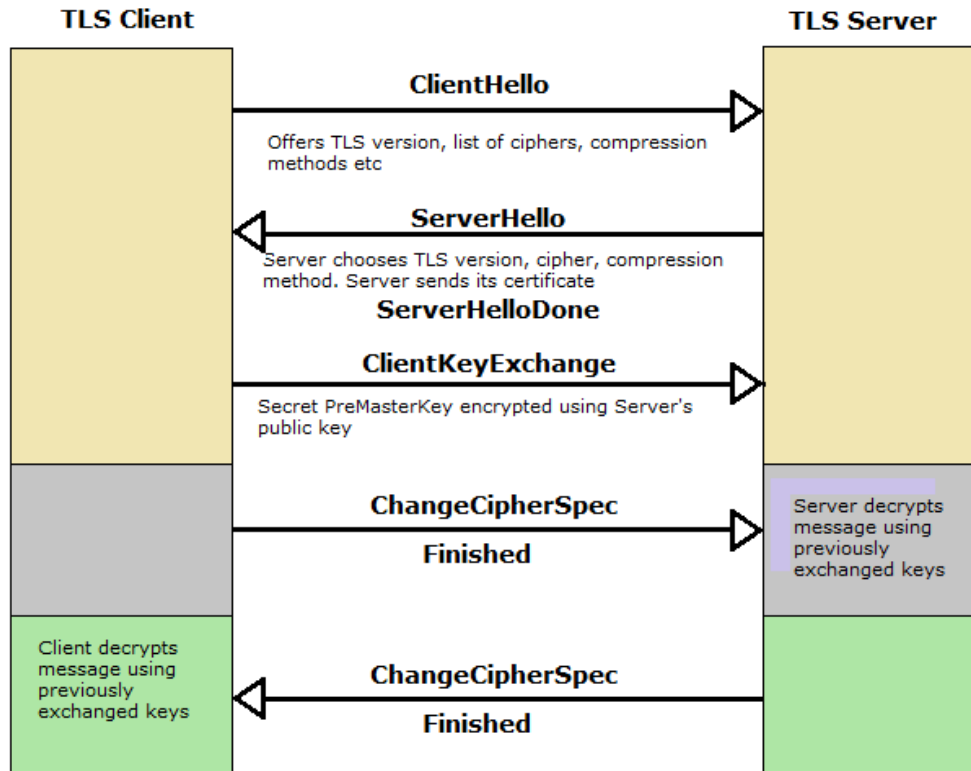 TLS Client
TLS Server
ClientHello
Offers TLS version, list of ciphers, compression
methods etc
ServerHello
Server chooses TLS version, cipher, compression
method. Server sends its certificate
ServerHelloDone
ClientKeyExchange
Secret PreMasterKey encrypted using Server's
public key
ChangeCipherSpec
Finished
Server decrypts
message using
previously
exchanged keys
Client decrypts
message using
previously
exchanged keys
ChangeCipherSpec
Finished